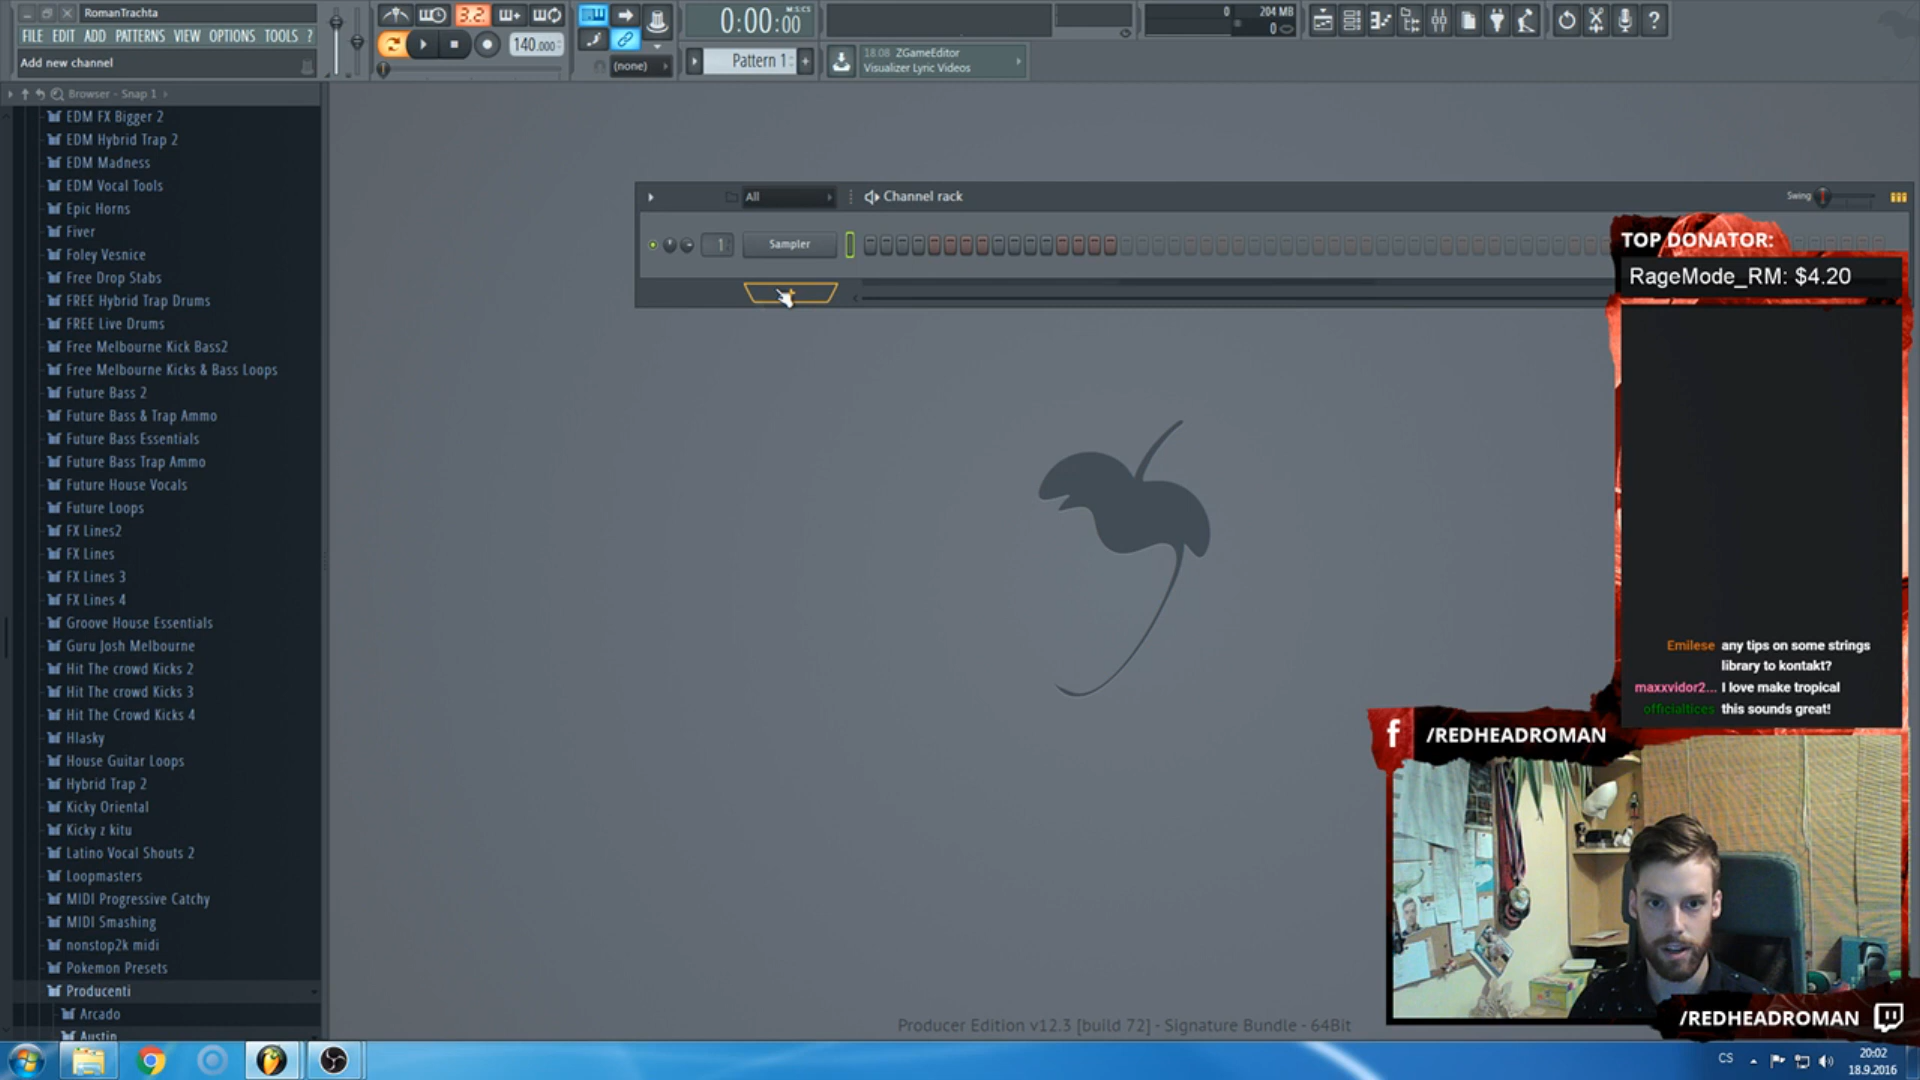 RomanTrachta
FILE EDIT ADD PATTERNS VIEW OPTIONS TOOLS ?
Add new channel
3.2
140.000
0:00:00
M:S:CS
(none)
Pattern 1
0
204 MB
0
18.08 ZGameEditor
Visualizer Lyric Videos
Browser - Snap 1
EDM FX Bigger 2
EDM Hybrid Trap 2
EDM Madness
EDM Vocal Tools
Epic Horns
Fiver
Foley Vesnice
Free Drop Stabs
FREE Hybrid Trap Drums
FREE Live Drums
Free Melbourne Kick Bass2
Free Melbourne Kicks & Bass Loops
Future Bass 2
Future Bass & Trap Ammo
Future Bass Essentials
Future Bass Trap Ammo
Future House Vocals
Future Loops
FX Lines2
FX Lines
FX Lines 3
FX Lines 4
Groove House Essentials
Guru Josh Melbourne
Hit The crowd Kicks 2
Hit The crowd Kicks 3
Hit The Crowd Kicks 4
Hlasky
House Guitar Loops
Hybrid Trap 2
Kicky Oriental
Kicky z kitu
Latino Vocal Shouts 2
Loopmasters
MIDI Progressive Catchy
MIDI Smashing
nonstop2k midi
Pokemon Presets
Producenti
Arcado
Austin
All
Channel rack
Swing
1
Sampler
TOP DONATOR:
RageMode_RM: $4.20
Emilese any tips on some strings
library to kontakt?
maxxvidor2... I love make tropical
officialtices this sounds great!
f /REDHEADROMAN
/REDHEADROMAN
Producer Edition v12.3 [build 72] - Signature Bundle - 64Bit
CS
20:02
18.9.2016